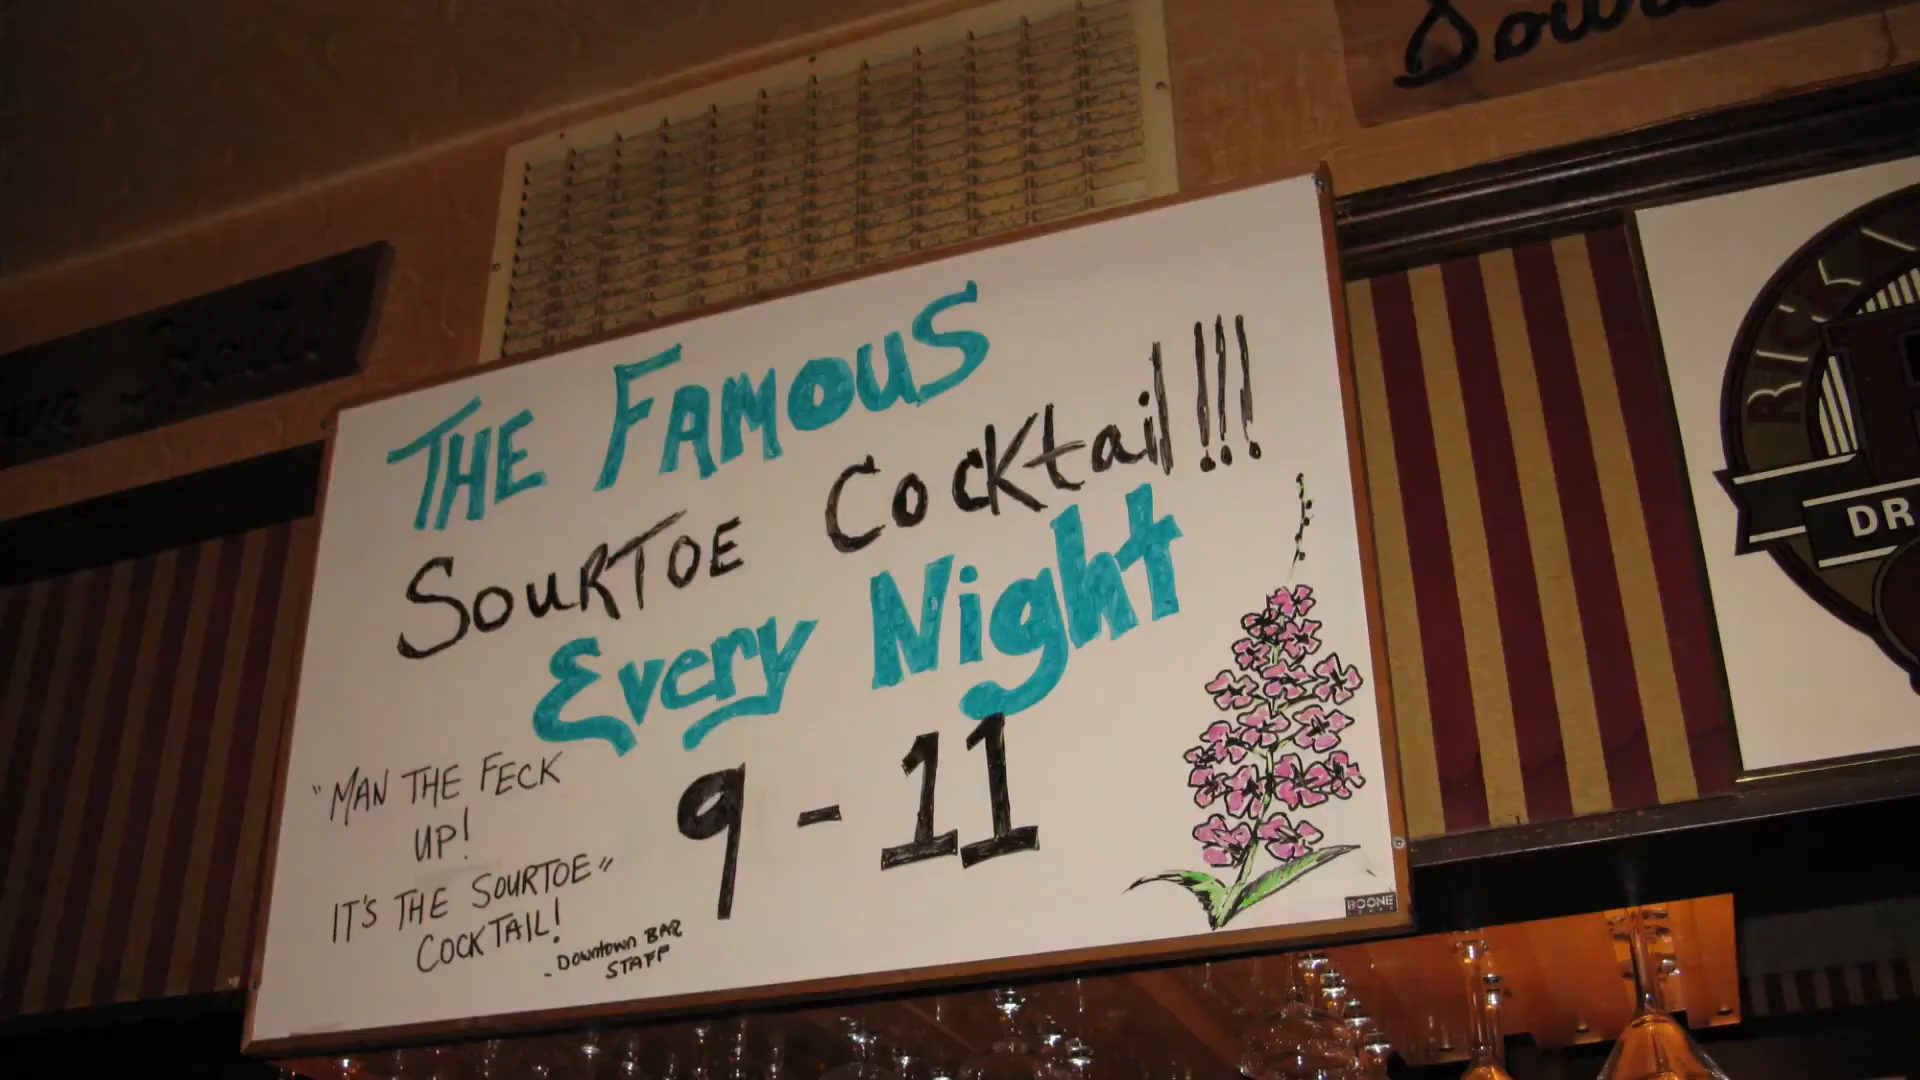 THE FAMOUS
SOURTOE COCKtail!!!
Every Night
9 - 11
"MAN THE FECK
UP!
IT'S THE SOURTOE"
COCKTAIL!
- DOWNTOWN BAR
STAFF
BOONE
DR